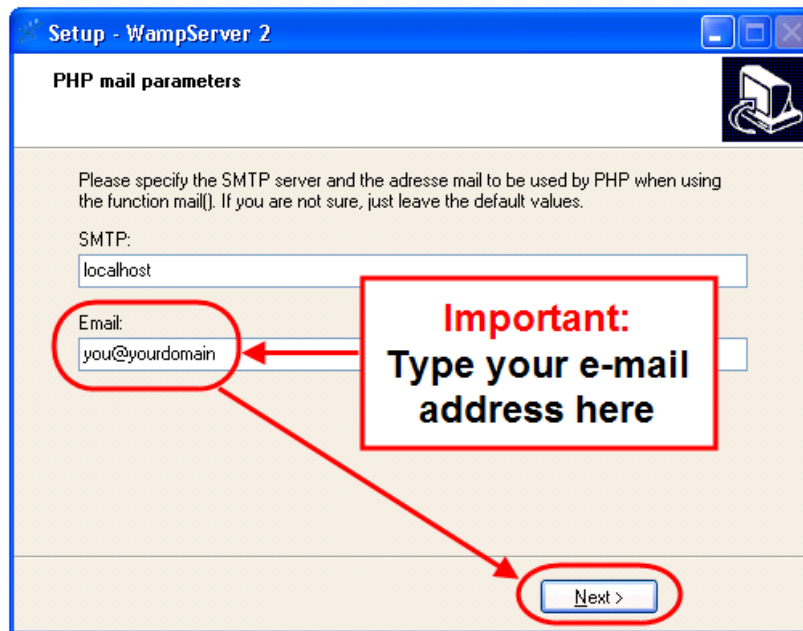 Setup - WampServer 2
PHP mail parameters
Please specify the SMTP server and the adresse mail to be used by PHP when using
the function mail(). If you are not sure, just leave the default values.
SMTP:
localhost
Email:
you@yourdomain
Important:
Type your e-mail
address here
Next >